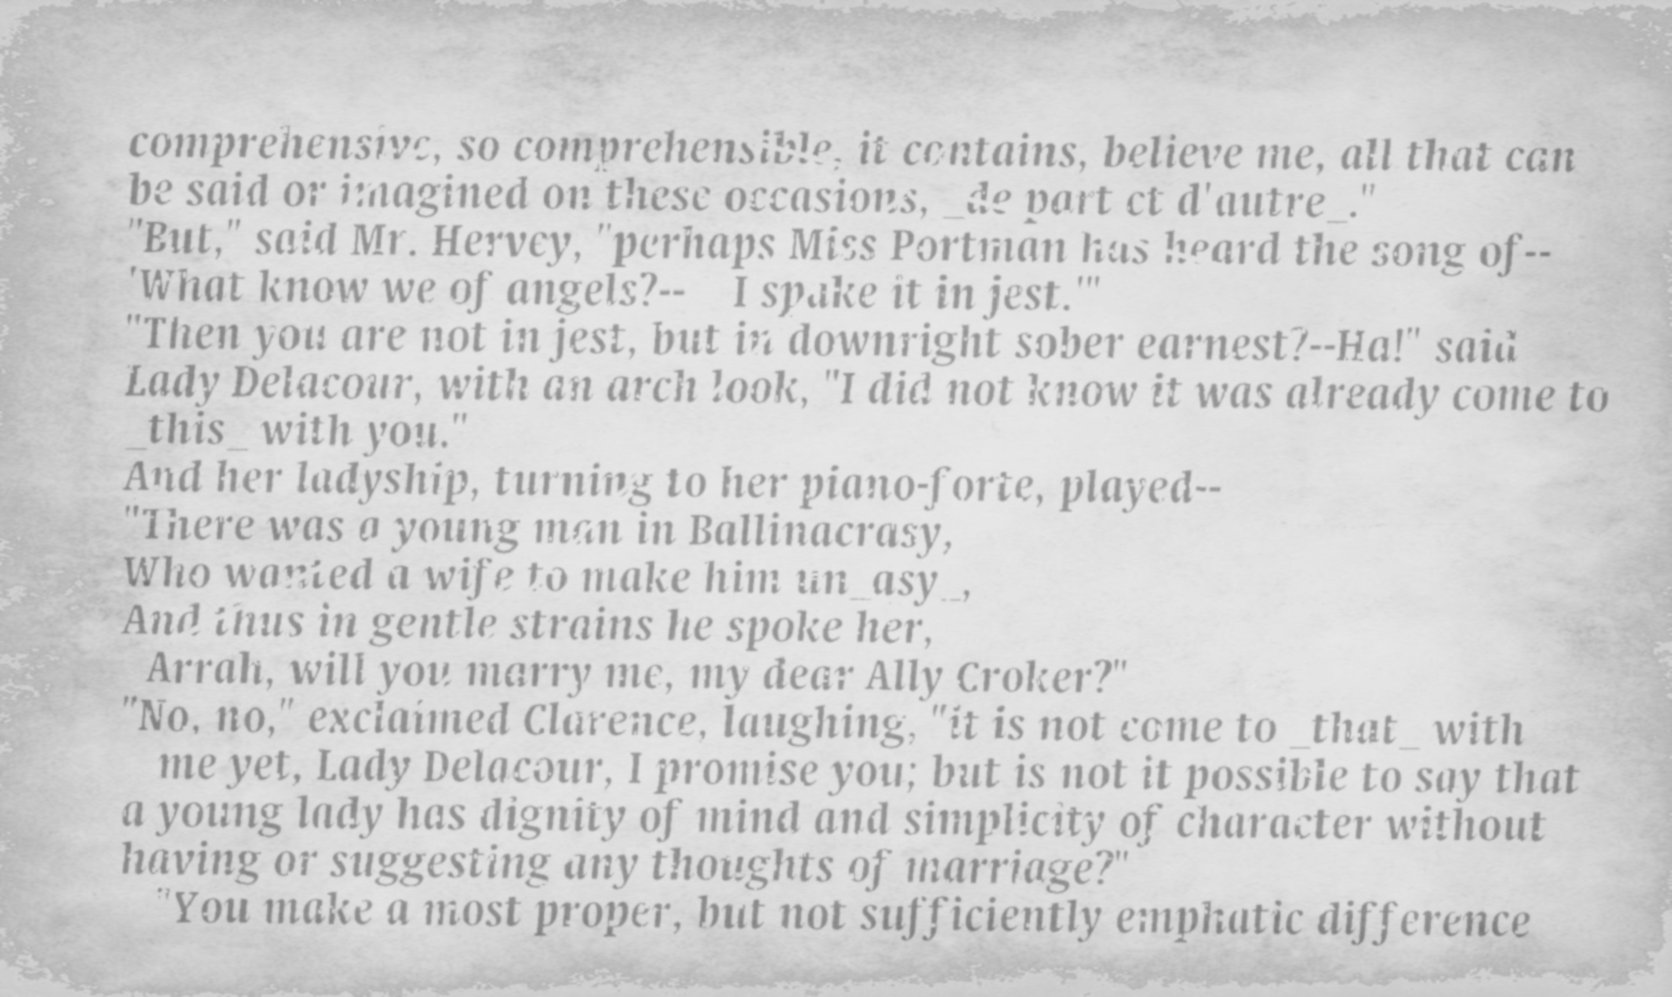 comprehensive, so comprehensible, it contains, believe me, all that can
be said or imagined on these occasions, _de part et d'autre_."
"But," said Mr. Hervey, "perhaps Miss Portman has heard the song of--
'What know we of angels?-- I spake it in jest.'"
"Then you are not in jest, but in downright sober earnest?--Ha!" said
Lady Delacour, with an arch look, "I did not know it was already come to
_this_ with you."
And her ladyship, turning to her piano-forte, played--
"There was a young man in Ballinacrasy,
Who wanted a wife to make him un_asy_,
And thus in gentle strains he spoke her,
Arrah, will you marry me, my dear Ally Croker?"
"No, no," exclaimed Clarence, laughing, "it is not come to _that_ with
me yet, Lady Delacour, I promise you; but is not it possible to say that
a young lady has dignity of mind and simplicity of character without
having or suggesting any thoughts of marriage?"
"You make a most proper, but not sufficiently emphatic difference